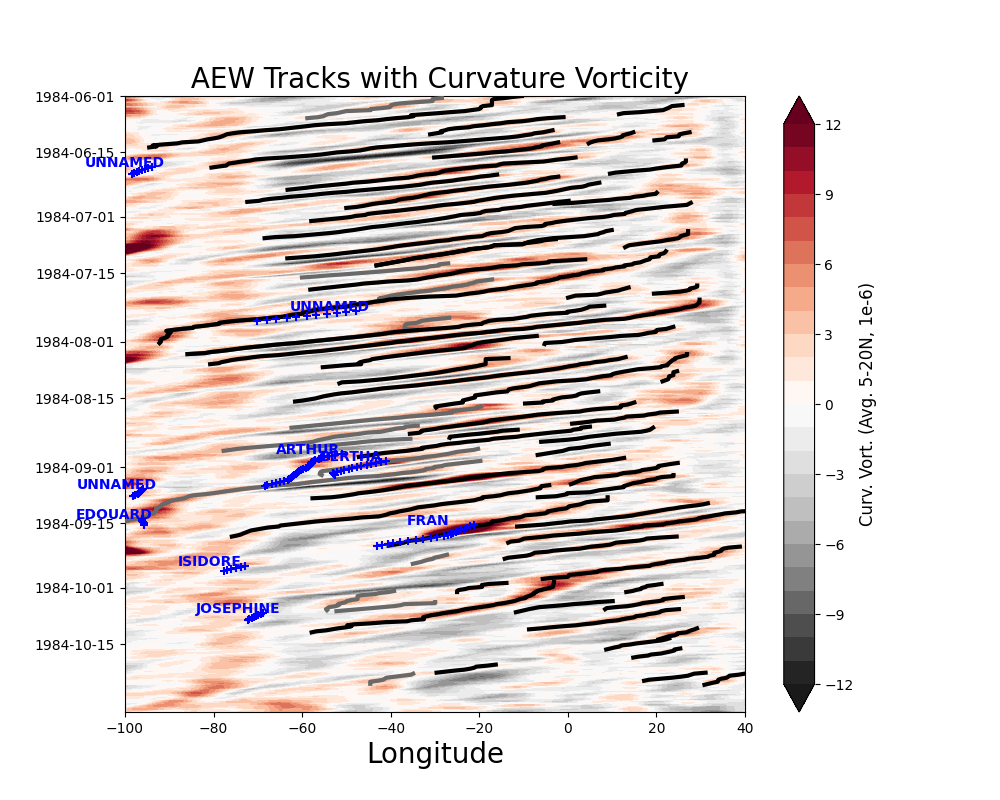 AEW Tracks with Curvature Vorticity
1984-06-01
1984-06-15
1984-07-01
1984-07-15
1984-08-01
1984-08-15
1984-09-01
1984-09-15
1984-10-01
1984-10-15
UNNAMED
UNNAMED
ARTHUR
BERTHA
UNNAMED
EDOUARD
FRAN
ISIDORE
JOSEPHINE
−100
−80
−60
−40
−20
0
20
40
Longitude
12
9
6
3
0
−3
−6
−9
−12
Curv. Vort. (Avg. 5-20N, 1e-6)